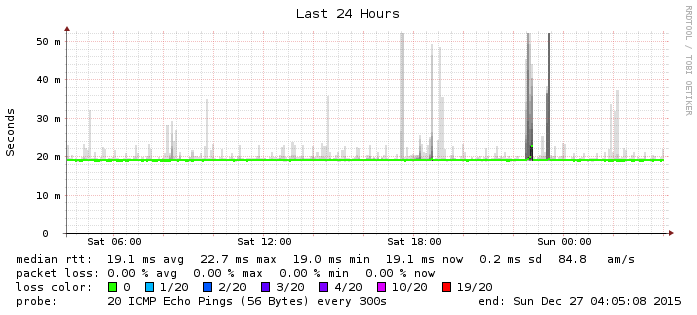 Last 24 Hours
RRDTOOL / TOBI OETIKER
Seconds
50 m
40 m
30 m
20 m
10 m
0
Sat 06:00 Sat 12:00 Sat 18:00 Sun 00:00
median rtt: 19.1 ms avg 22.7 ms max 19.0 ms min 19.1 ms now 0.2 ms sd 84.8 am/s
packet loss: 0.00 % avg 0.00 % max 0.00 % min 0.00 % now
loss color: 0 1/20 2/20 3/20 4/20 10/20 19/20
probe: 20 ICMP Echo Pings (56 Bytes) every 300s end: Sun Dec 27 04:05:08 2015